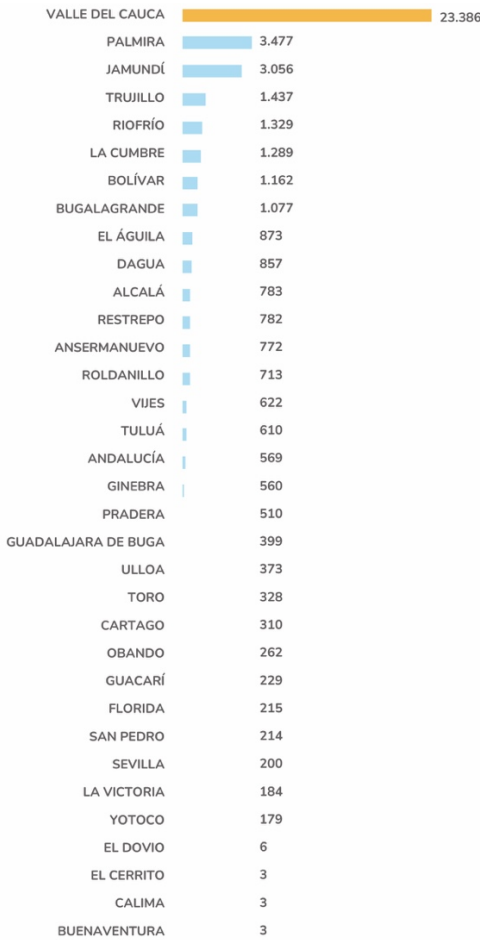 VALLE DEL CAUCA 23.386
PALMIRA 3.477
JAMUNDÍ 3.056
TRUJILLO 1.437
RIOFRÍO 1.329
LA CUMBRE 1.289
BOLÍVAR 1.162
BUGALAGRANDE 1.077
EL ÁGUILA 873
DAGUA 857
ALCALÁ 783
RESTREPO 782
ANSERMANUEVO 772
ROLDANILLO 713
VIJES 622
TULUÁ 610
ANDALUCÍA 569
GINEBRA 560
PRADERA 510
GUADALAJARA DE BUGA 399
ULLOA 373
TORO 328
CARTAGO 310
OBANDO 262
GUACARÍ 229
FLORIDA 215
SAN PEDRO 214
SEVILLA 200
LA VICTORIA 184
YOTOCO 179
EL DOVIO 6
EL CERRITO 3
CALIMA 3
BUENAVENTURA 3